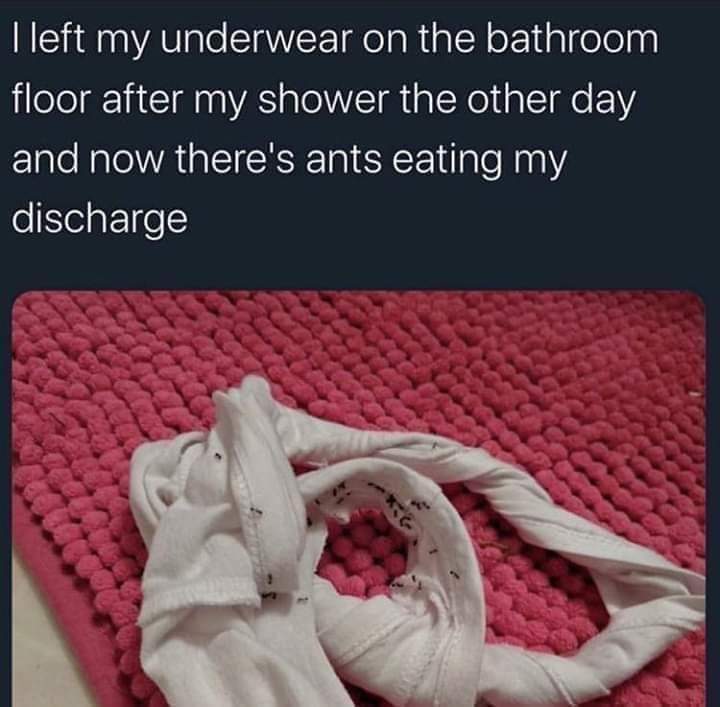 I left my underwear on the bathroom
floor after my shower the other day
and now there's ants eating my
discharge